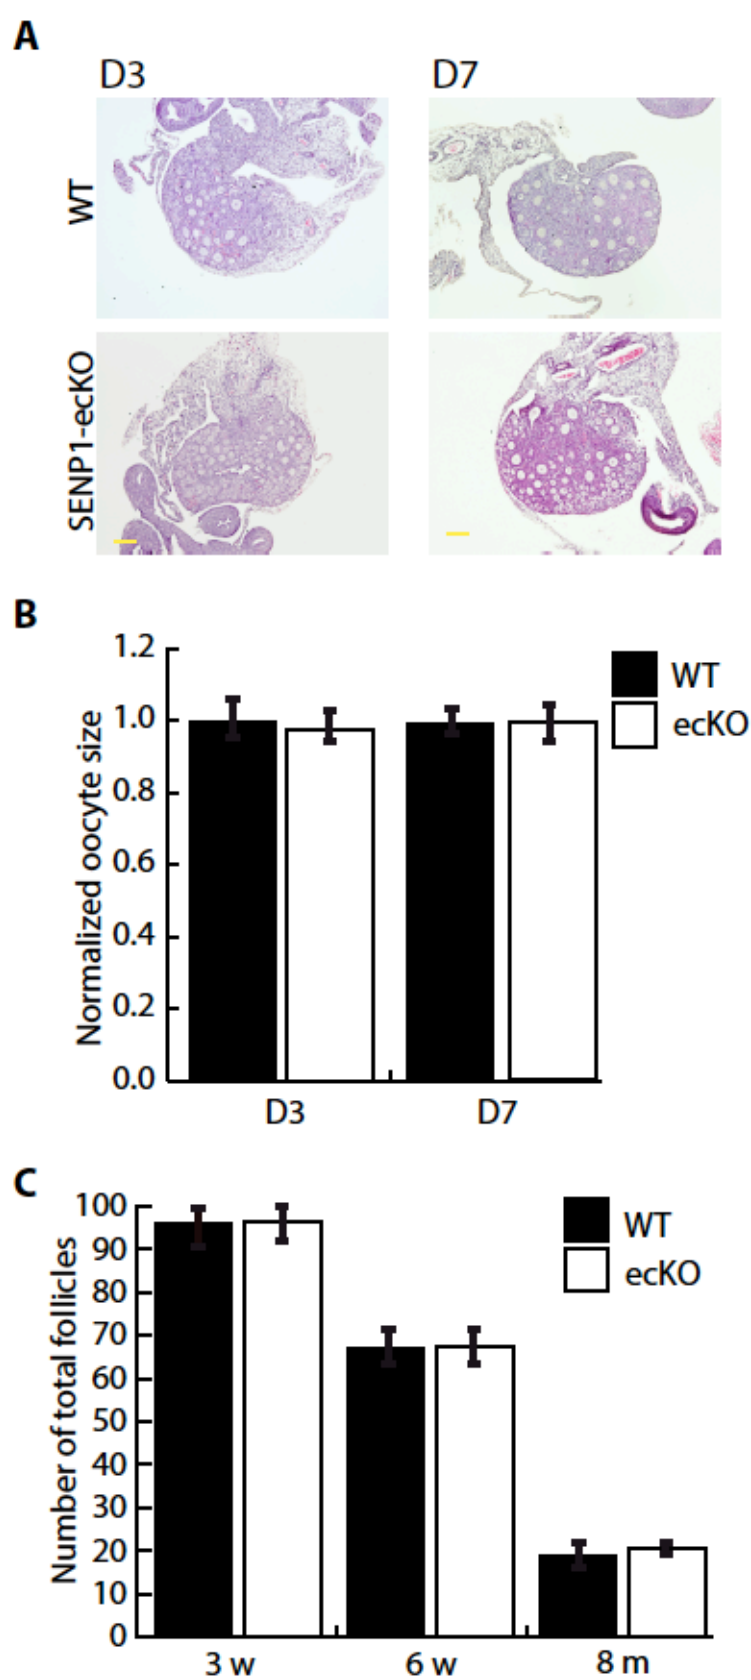 A
D3 D7
WT
SENP1-ecKO
B
Normalized oocyte size
1.2
1.0
0.8
0.6
0.4
0.2
0.0
D3 D7
WT
ecKO
C
Number of total follicles
100
90
80
70
60
50
40
30
20
10
0
3 w 6 w 8 m
WT
ecKO